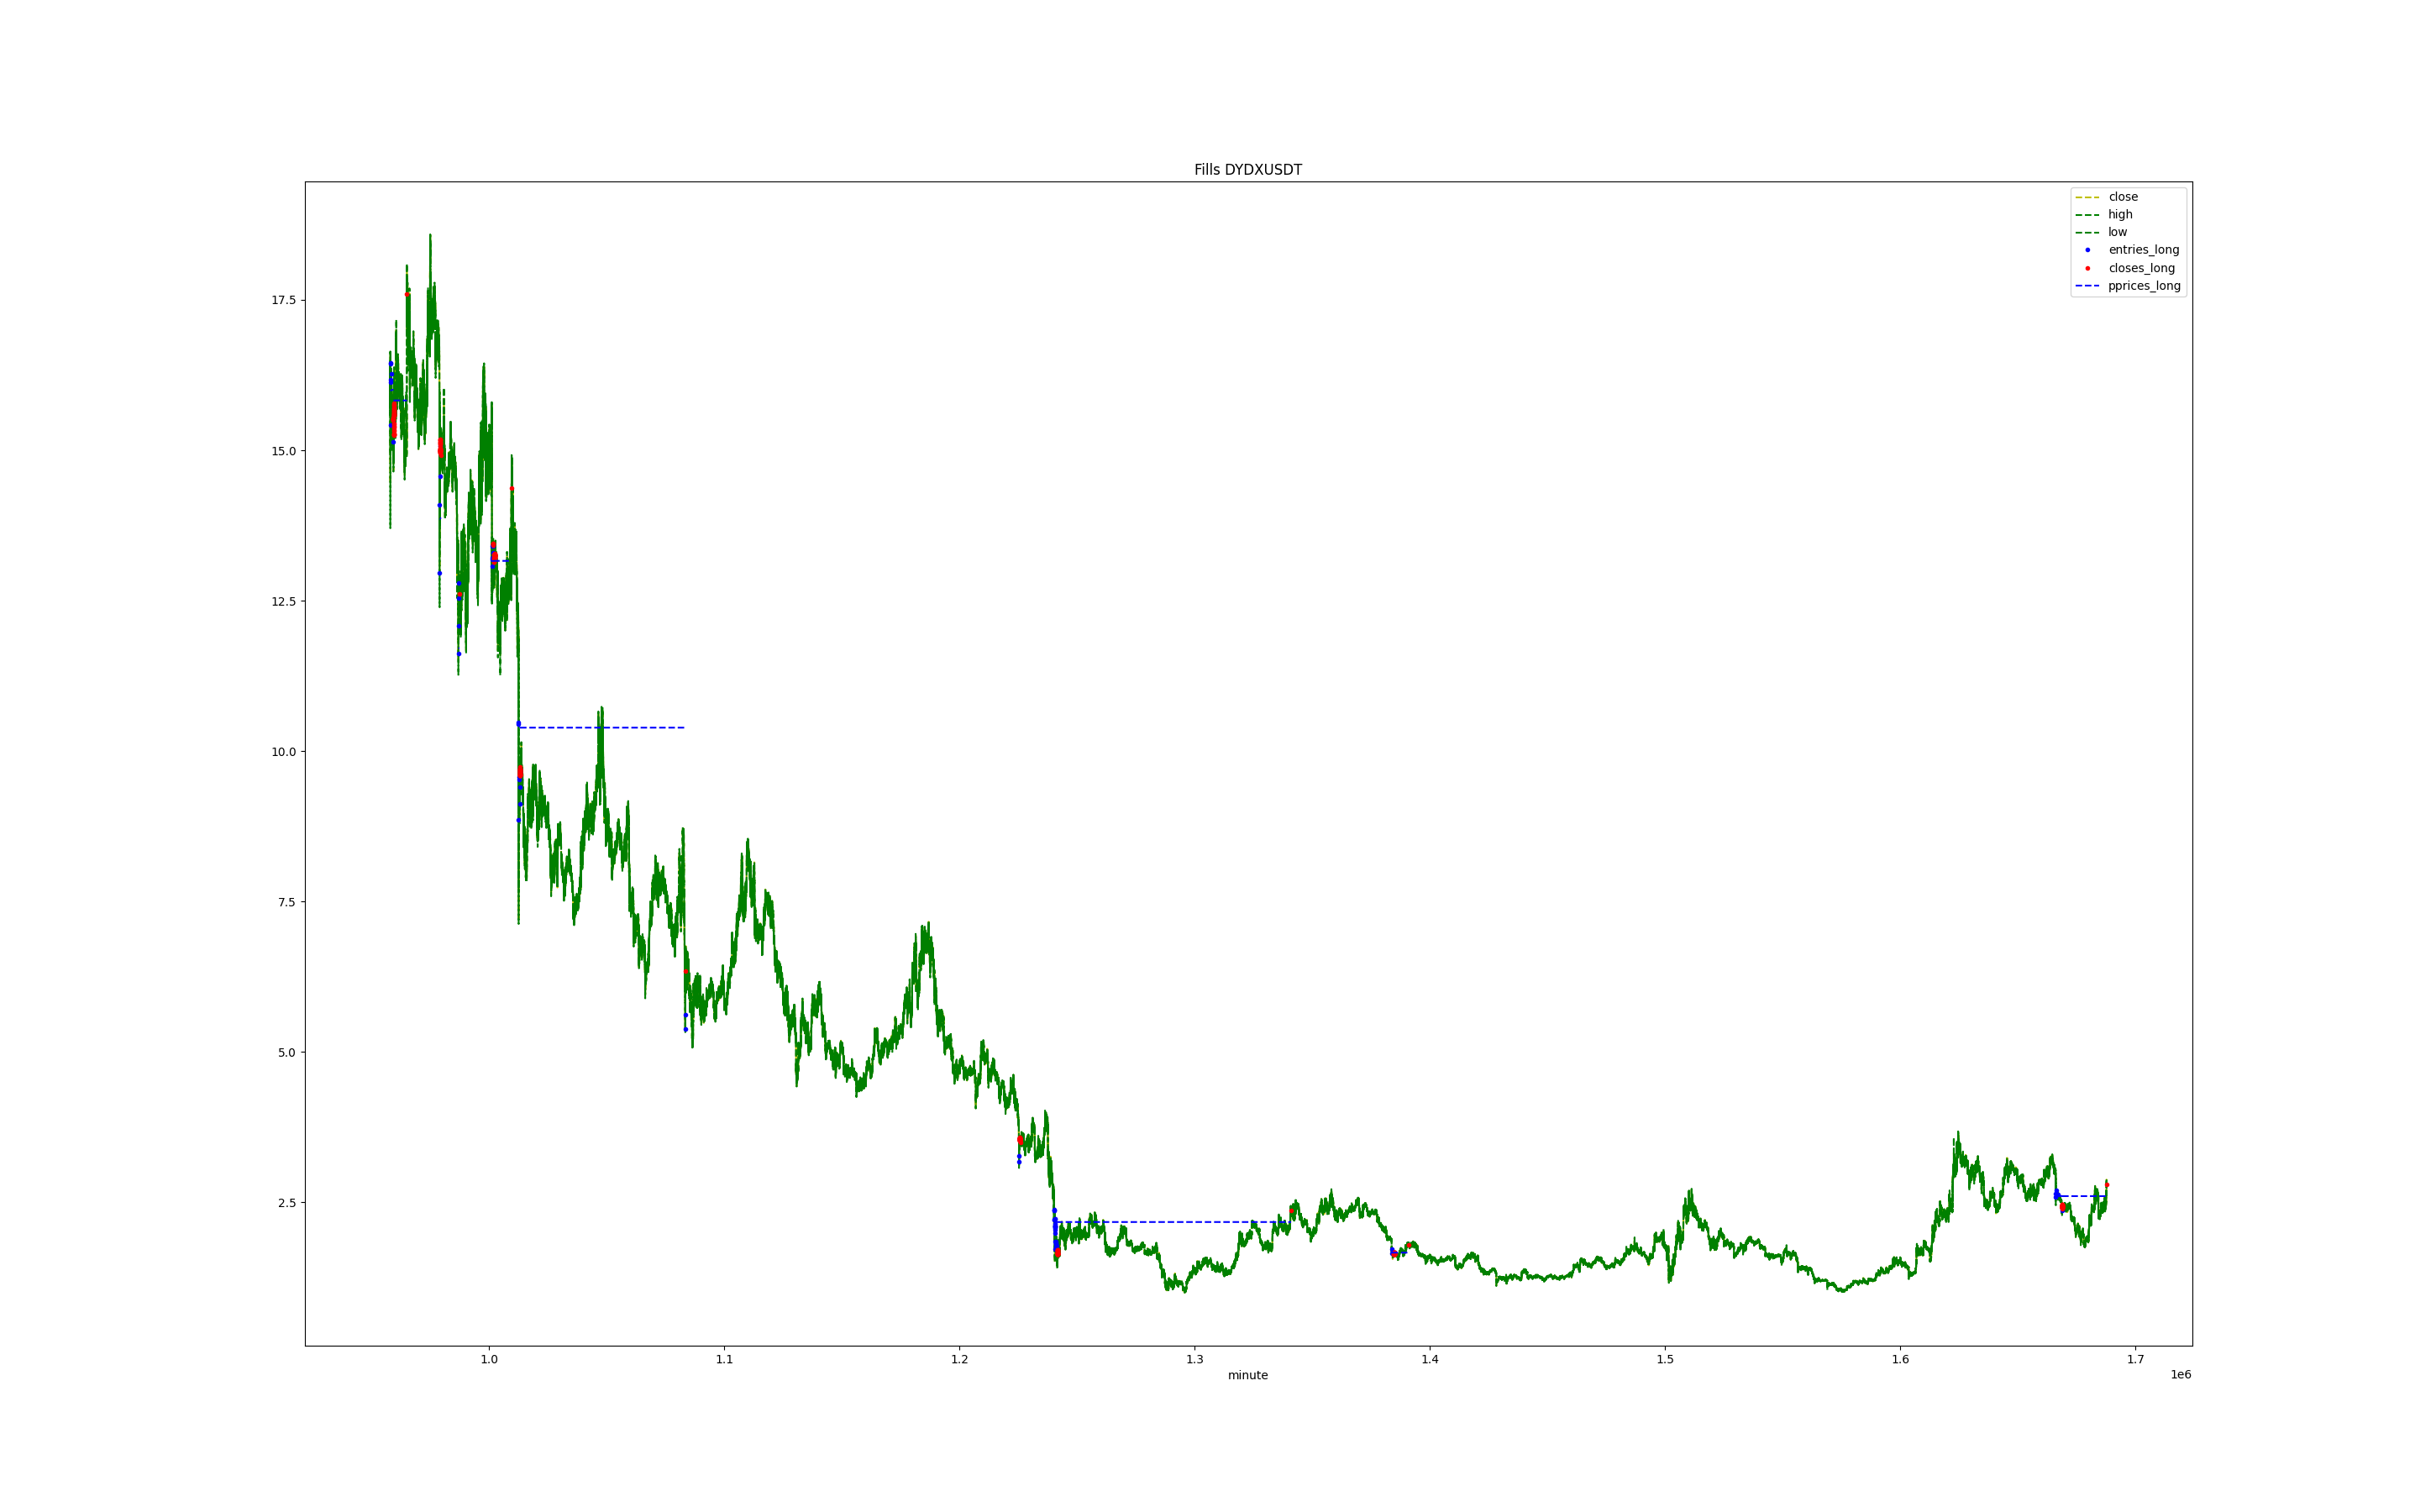 Fills DYDXUSDT
close
high
low
entries_long
closes_long
pprices_long
17.5
15.0
12.5
10.0
7.5
5.0
2.5
1.0 1.1 1.2 1.3 1.4 1.5 1.6 1.7
minute
1e6